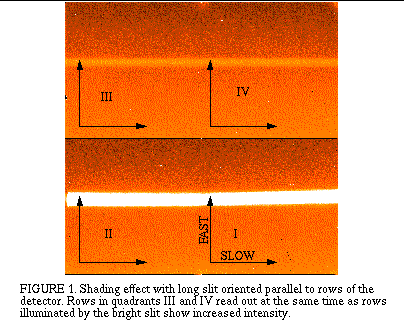 III
IV
II
I
FAST
SLOW
FIGURE 1. Shading effect with long slit oriented parallel to rows of the
detector. Rows in quadrants III and IV read out at the same time as rows
illuminated by the bright slit show increased intensity.